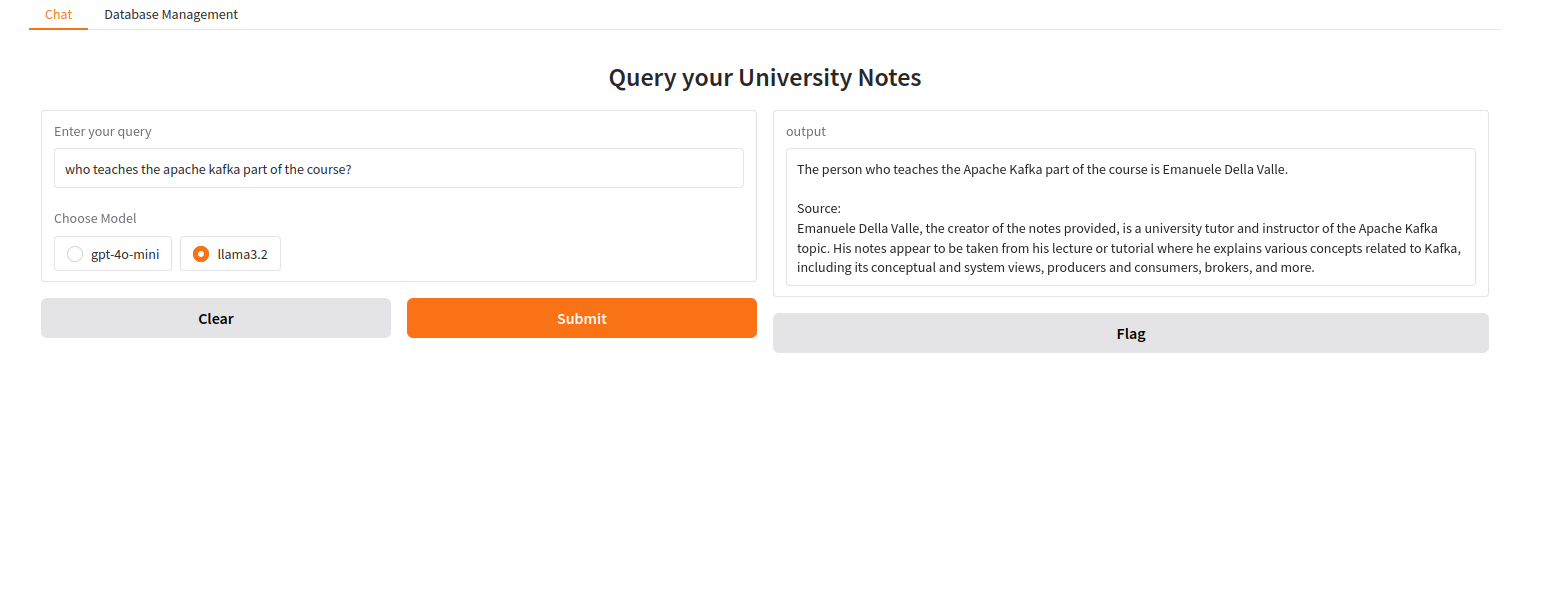 Chat Database Management
Query your University Notes
Enter your query
who teaches the apache kafka part of the course?
Choose Model
gpt-4o-mini llama3.2
Clear Submit
output
The person who teaches the Apache Kafka part of the course is Emanuele Della Valle.
Source:
Emanuele Della Valle, the creator of the notes provided, is a university tutor and instructor of the Apache Kafka
topic. His notes appear to be taken from his lecture or tutorial where he explains various concepts related to Kafka,
including its conceptual and system views, producers and consumers, brokers, and more.
Flag